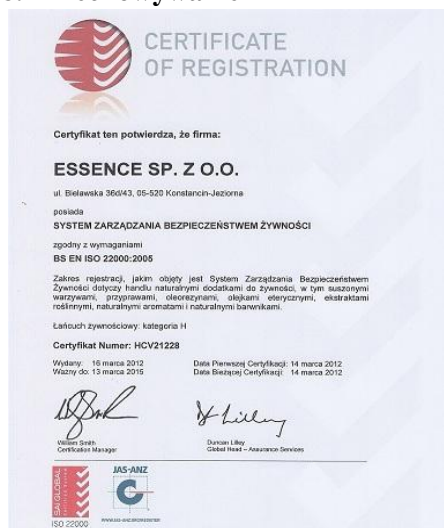 CERTIFICATE
OF REGISTRATION
Certyfikat ten potwierdza, że firma:
ESSENCE SP. Z O.O.
ul. Bielawska 36d/43, 05-520 Konstancin-Jeziorna
posiada
SYSTEM ZARZĄDZANIA BEZPIECZEŃSTWEM ŻYWNOŚCI
zgodny z wymaganiami
BS EN ISO 22000:2005
Zakres rejestracji, jakim objęty jest System Zarządzania Bezpieczeństwem
Żywności dotyczy handlu naturalnymi dodatkami do żywności, w tym suszonymi
warzywami, przyprawami, oleorezynami, olejkami eterycznymi, ekstraktami
roślinnymi, naturalnymi aromatami i naturalnymi barwnikami.
Łańcuch żywnościowy: kategoria H
Certyfikat Numer: HCV21228
Wydany: 16 marca 2012 Data Pierwszej Certyfikacji: 14 marca 2012
Ważny do: 13 marca 2015 Data Bieżącej Certyfikacji: 14 marca 2012
William Smith Duncan Lilley
Certification Manager Global Head – Assurance Services
SAI GLOBAL
JAS-ANZ
ISO 22000